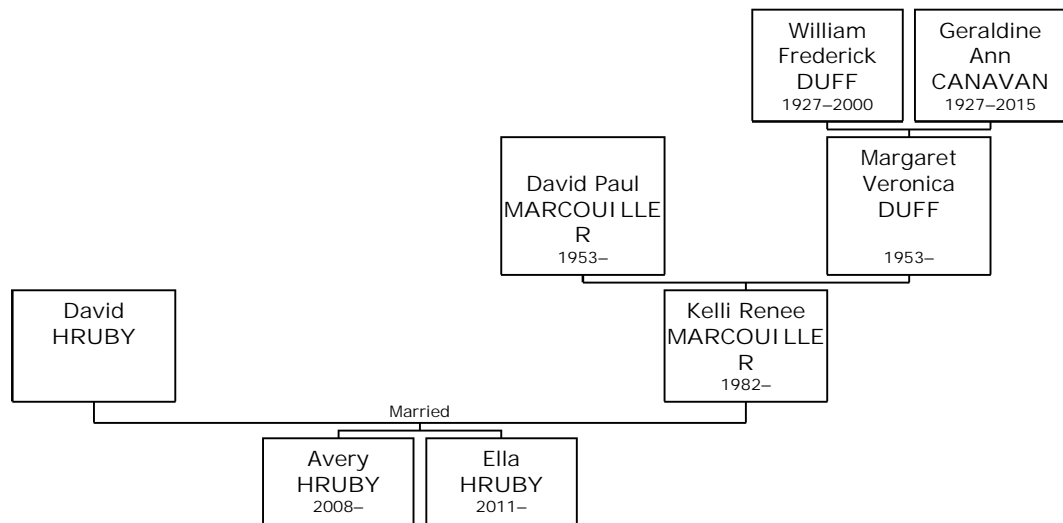 William
Frederick
DUFF
1927–2000
Geraldine
Ann
CANAVAN
1927–2015
David Paul
MARCOUILLE
R
1953–
Margaret
Veronica
DUFF
1953–
David
HRUBY
Kelli Renee
MARCOUILLE
R
1982–
Married
Avery
HRUBY
2008–
Ella
HRUBY
2011–